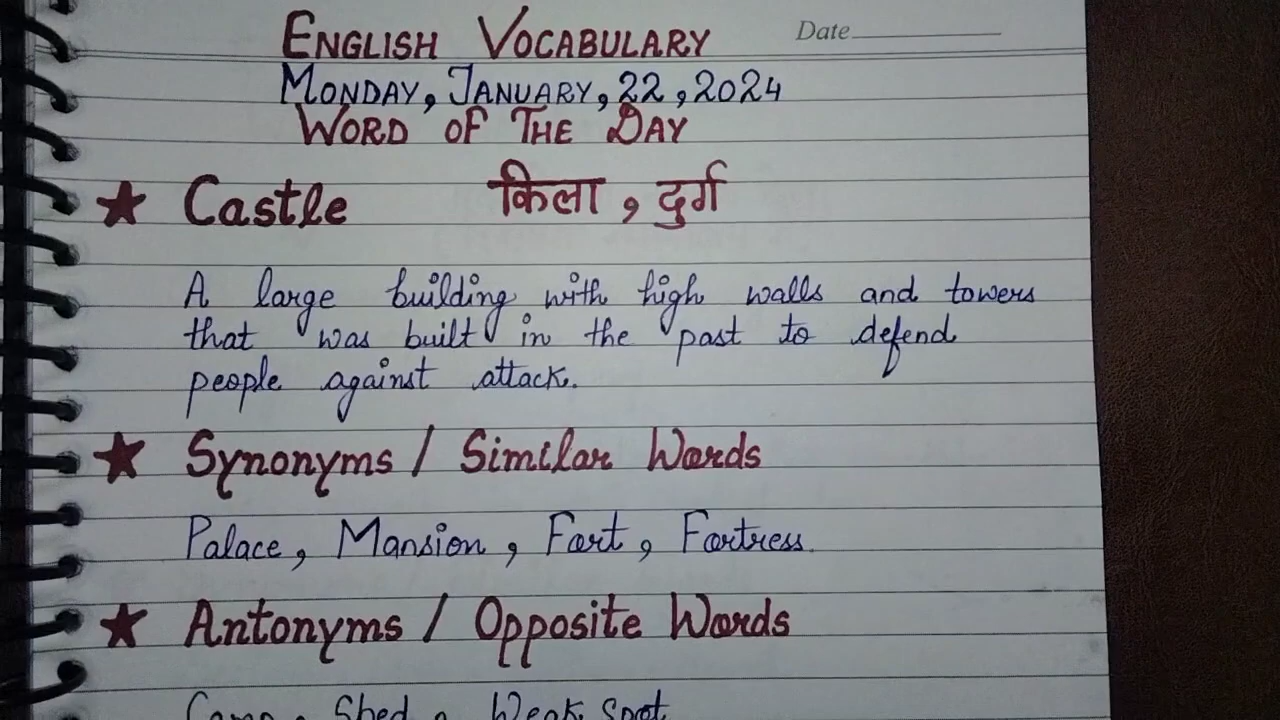 ENGLISH VOCABULARY
Date
MONDAY, JANUARY, 22, 2024
WORD OF THE DAY
★ Castle किला, दुर्ग
A large building with high walls and towers
that was built in the past to defend
people against attack.
★ Synonyms / Similar Words
Palace, Mansion, Fort, Fortress.
★ Antonyms / Opposite Words
Camp, Shed, Weak Spot